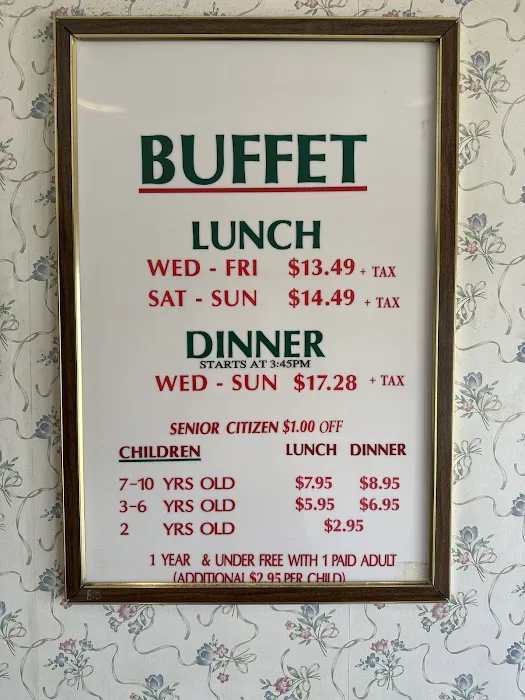 BUFFET
LUNCH
WED - FRI $13.49 + TAX
SAT - SUN $14.49 + TAX
DINNER
STARTS AT 3:45PM
WED - SUN $17.28 + TAX
SENIOR CITIZEN $1.00 OFF
CHILDREN LUNCH DINNER
7-10 YRS OLD $7.95 $8.95
3-6 YRS OLD $5.95 $6.95
2 YRS OLD $2.95
1 YEAR & UNDER FREE WITH 1 PAID ADULT
(ADDITIONAL $2.95 PER CHILD)